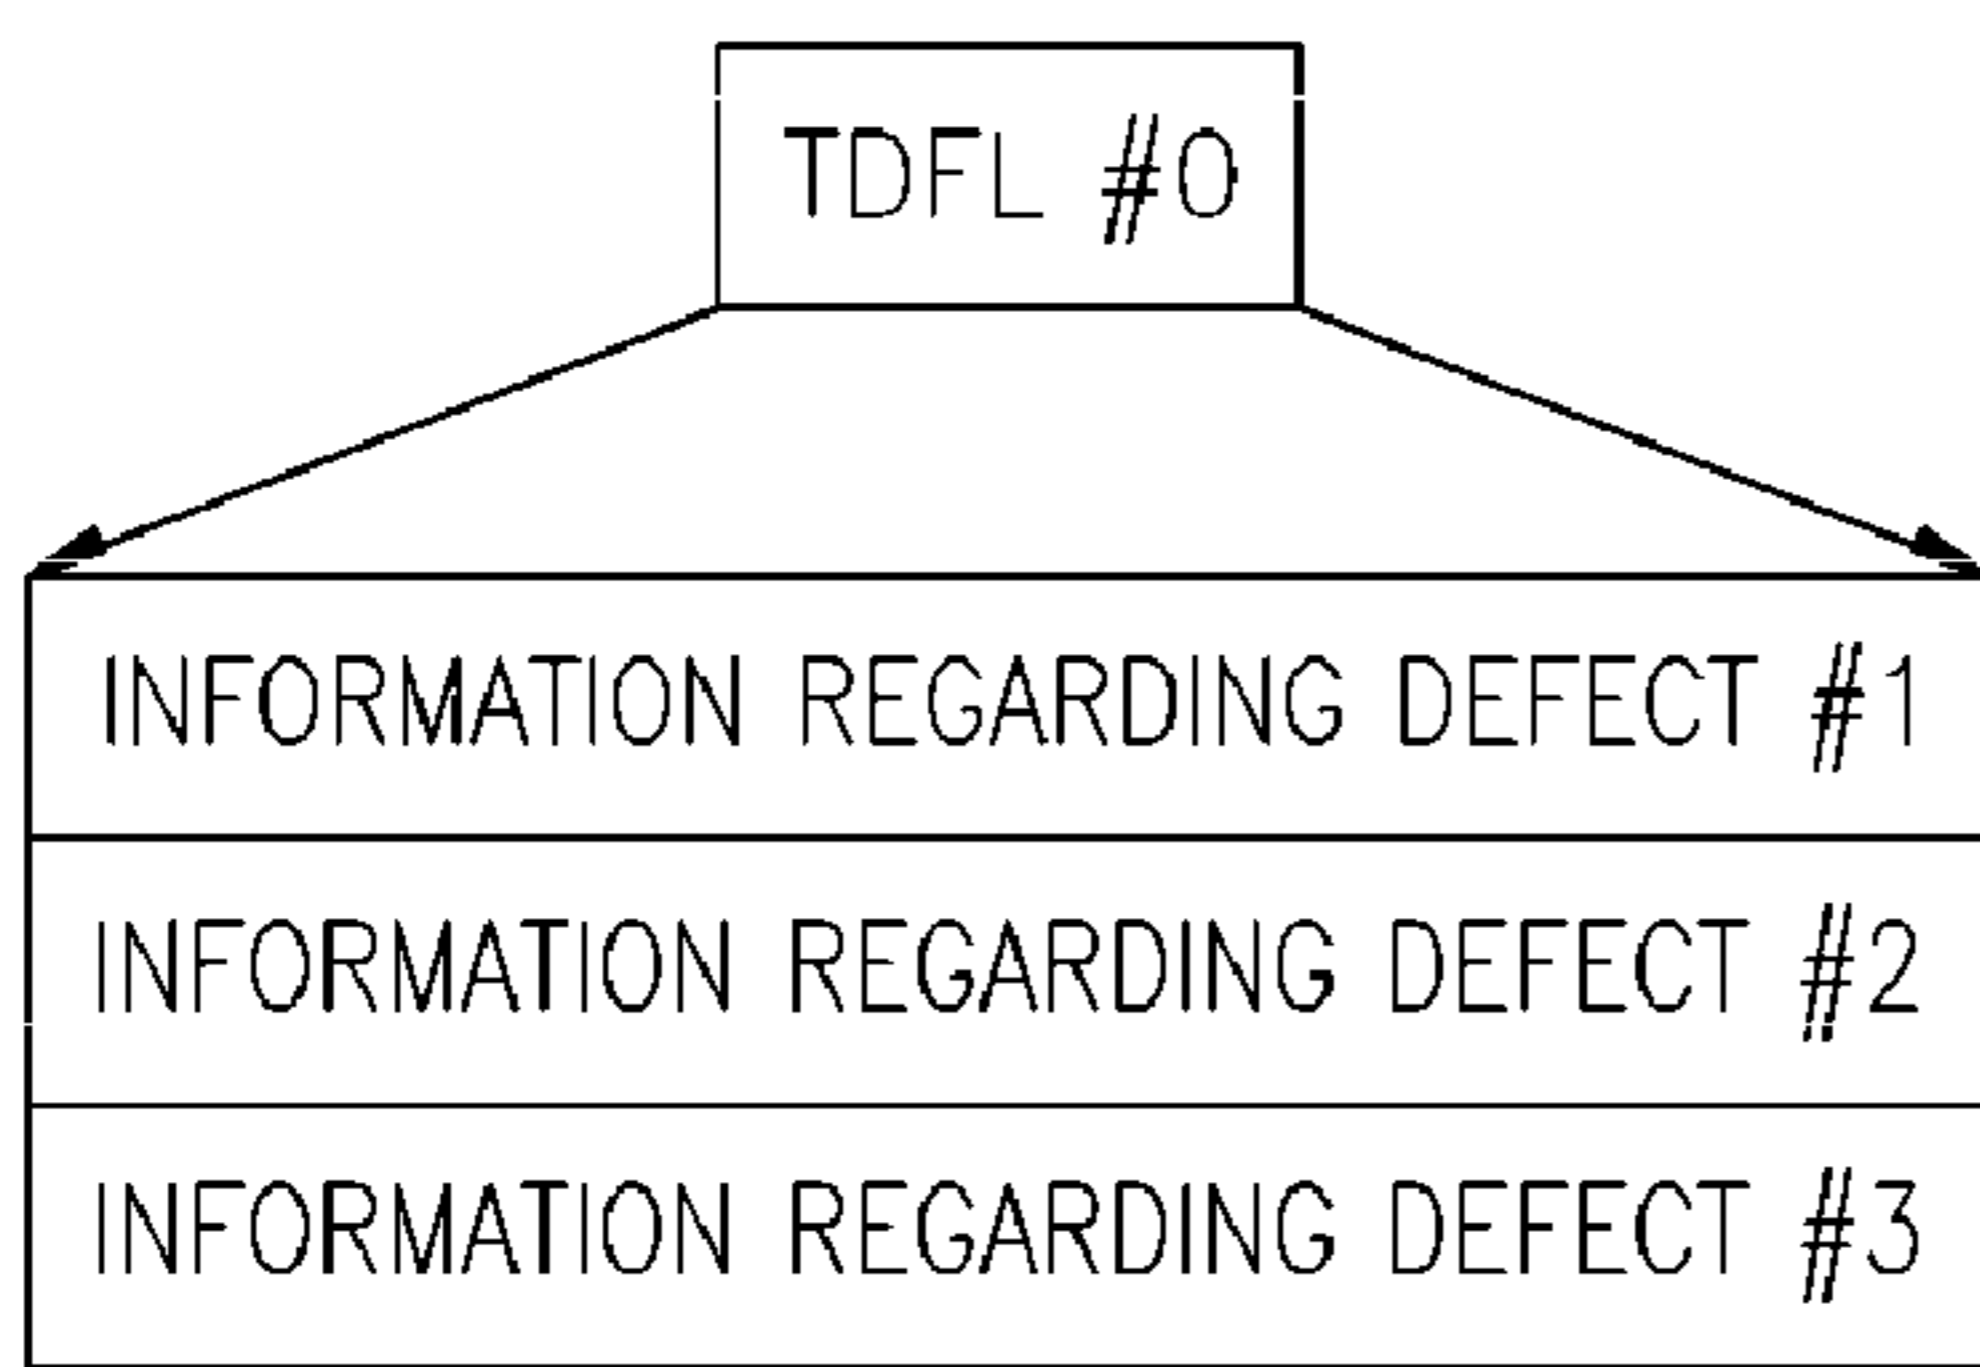 TDFL #0
INFORMATION REGARDING DEFECT #1
INFORMATION REGARDING DEFECT #2
INFORMATION REGARDING DEFECT #3